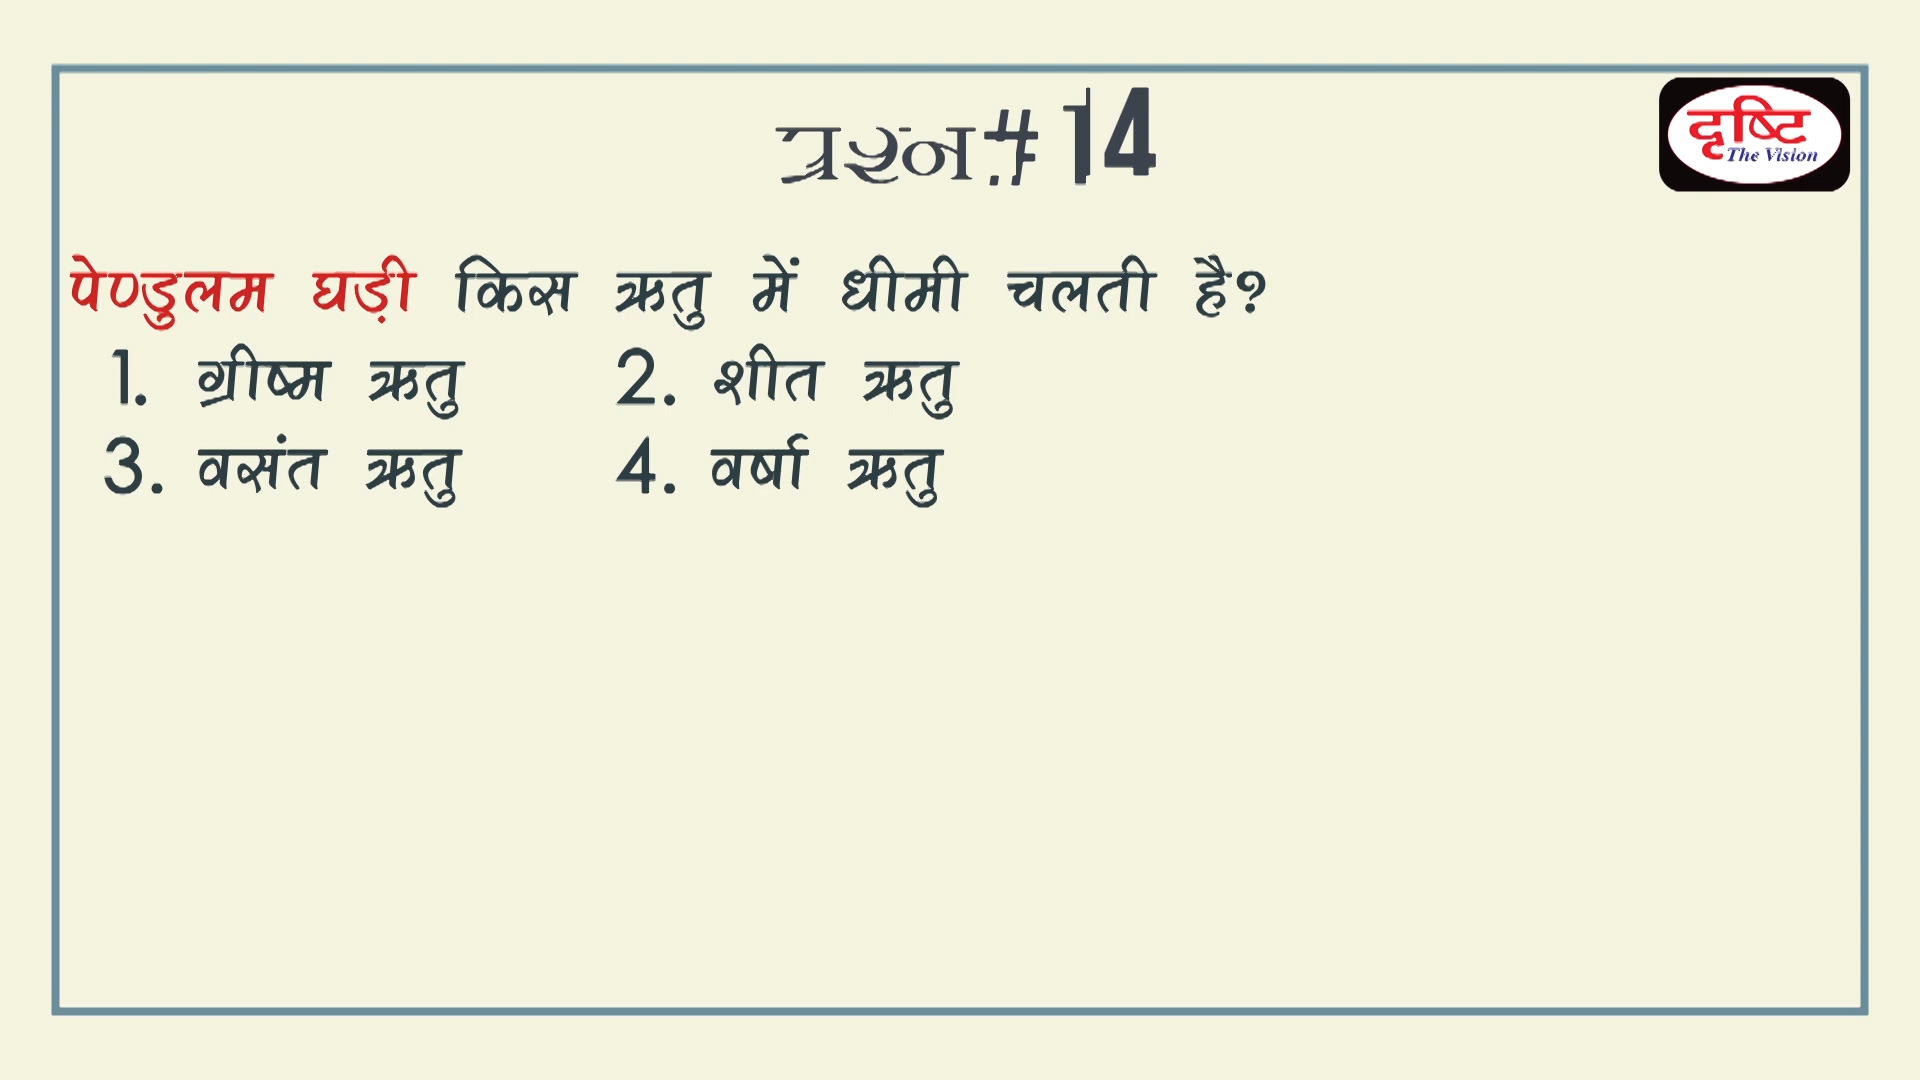 प्रश्न.# 14
दृष्टि
The Vision
पेण्डुलम घड़ी किस ऋतु में धीमी चलती है?
1. ग्रीष्म ऋतु 2. शीत ऋतु
3. वसंत ऋतु 4. वर्षा ऋतु